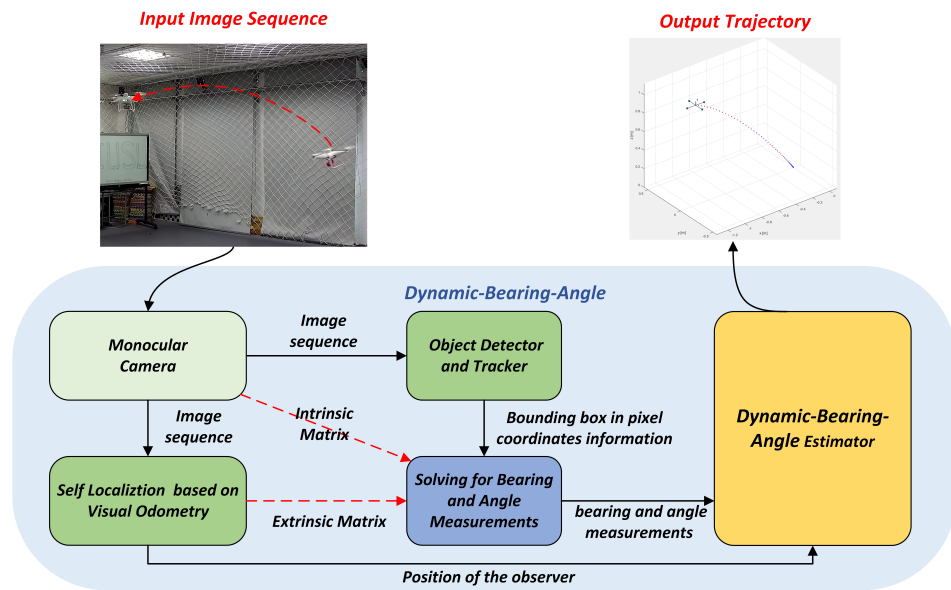 Input Image Sequence
Output Trajectory
Dynamic-Bearing-Angle
Monocular
Camera
Image
sequence
Object Detector
and Tracker
Image
sequence
Intrinsic
Matrix
Bounding box in pixel
coordinates information
Dynamic-Bearing-
Angle Estimator
Self Localiztion based on
Visual Odometry
Extrinsic Matrix
Solving for Bearing
and Angle
Measurements
bearing and angle
measurements
Position of the observer